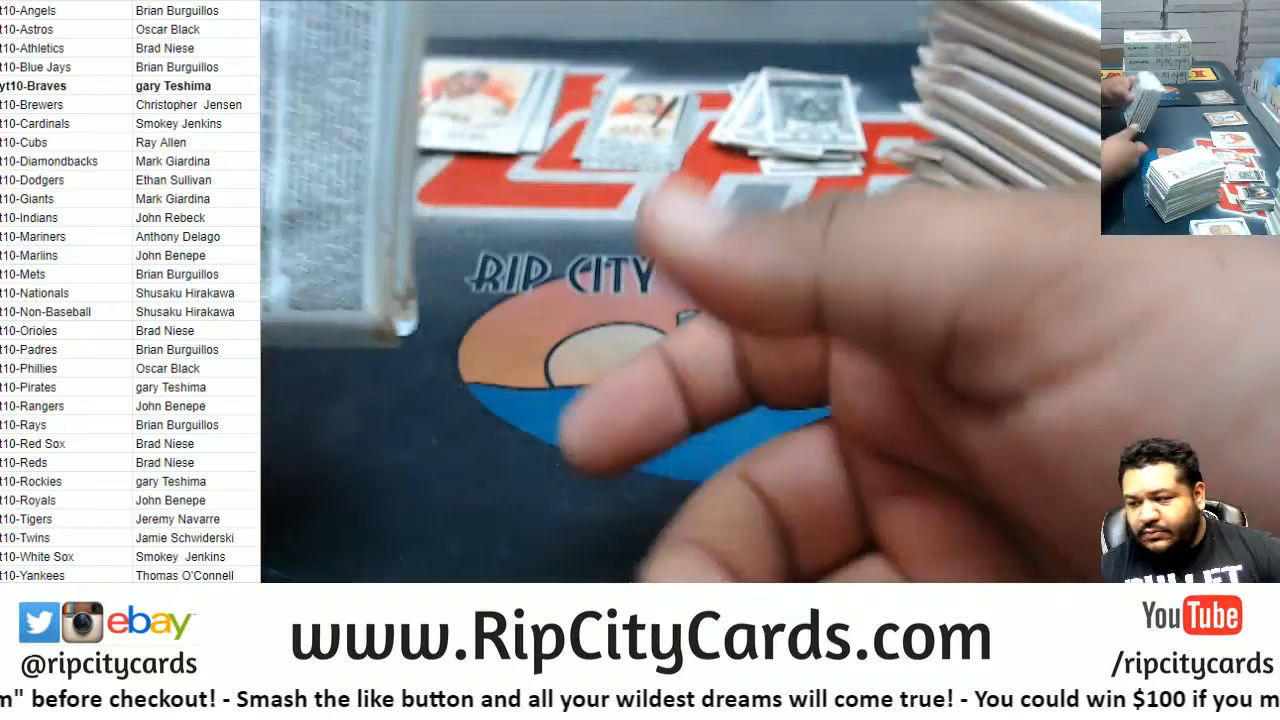 t10-Angels Brian Burguillos
t10-Astros Oscar Black
t10-Athletics Brad Niese
t10-Blue Jays Brian Burguillos
yt10-Braves gary Teshima
t10-Brewers Christopher Jensen
t10-Cardinals Smokey Jenkins
t10-Cubs Ray Allen
t10-Diamondbacks Mark Giardina
t10-Dodgers Ethan Sullivan
t10-Giants Mark Giardina
t10-Indians John Rebeck
t10-Mariners Anthony Delago
t10-Marlins John Benepe
t10-Mets Brian Burguillos
t10-Nationals Shusaku Hirakawa
t10-Non-Baseball Shusaku Hirakawa
t10-Orioles Brad Niese
t10-Padres Brian Burguillos
t10-Phillies Oscar Black
t10-Pirates gary Teshima
t10-Rangers John Benepe
t10-Rays Brian Burguillos
t10-Red Sox Brad Niese
t10-Reds Brad Niese
t10-Rockies gary Teshima
t10-Royals John Benepe
t10-Tigers Jeremy Navarre
t10-Twins Jamie Schwiderski
t10-White Sox Smokey Jenkins
t10-Yankees Thomas O'Connell
RIP CITY
BULLET
ebay
@ripcitycards
www.RipCityCards.com
YouTube
/ripcitycards
m" before checkout! - Smash the like button and all your wildest dreams will come true! - You could win $100 if you m